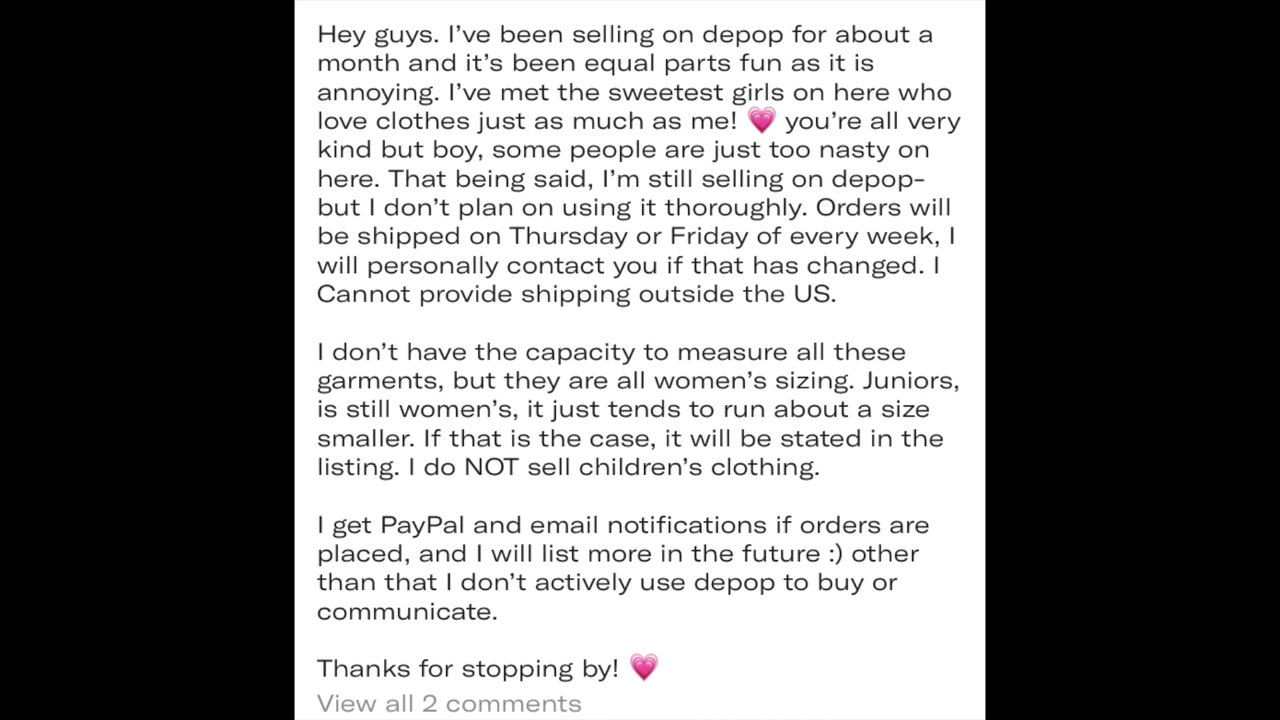 Hey guys. I’ve been selling on depop for about a
month and it’s been equal parts fun as it is
annoying. I’ve met the sweetest girls on here who
love clothes just as much as me! 💗 you’re all very
kind but boy, some people are just too nasty on
here. That being said, I’m still selling on depop-
but I don’t plan on using it thoroughly. Orders will
be shipped on Thursday or Friday of every week, I
will personally contact you if that has changed. I
Cannot provide shipping outside the US.

I don’t have the capacity to measure all these
garments, but they are all women’s sizing. Juniors,
is still women’s, it just tends to run about a size
smaller. If that is the case, it will be stated in the
listing. I do NOT sell children’s clothing.

I get PayPal and email notifications if orders are
placed, and I will list more in the future :) other
than that I don’t actively use depop to buy or
communicate.

Thanks for stopping by! 💗
View all 2 comments